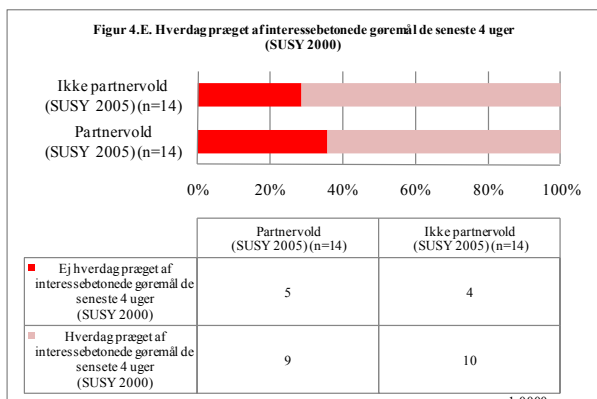 Figur 4.E. Hverdag præget af interessebetonede gøremål de seneste 4 uger
(SUSY 2000)
Ikke partnervold
(SUSY 2005) (n=14)
Partnervold
(SUSY 2005) (n=14)
0% 20% 40% 60% 80% 100%
Partnervold
(SUSY 2005) (n=14)
Ikke partnervold
(SUSY 2005) (n=14)
Ej hverdag præget af
interessebetonede gøremål de
seneste 4 uger
(SUSY 2000)
5 4
Hverdag præget af
interessebetonede gøremål de
sensete 4 uger
(SUSY 2000)
9 10